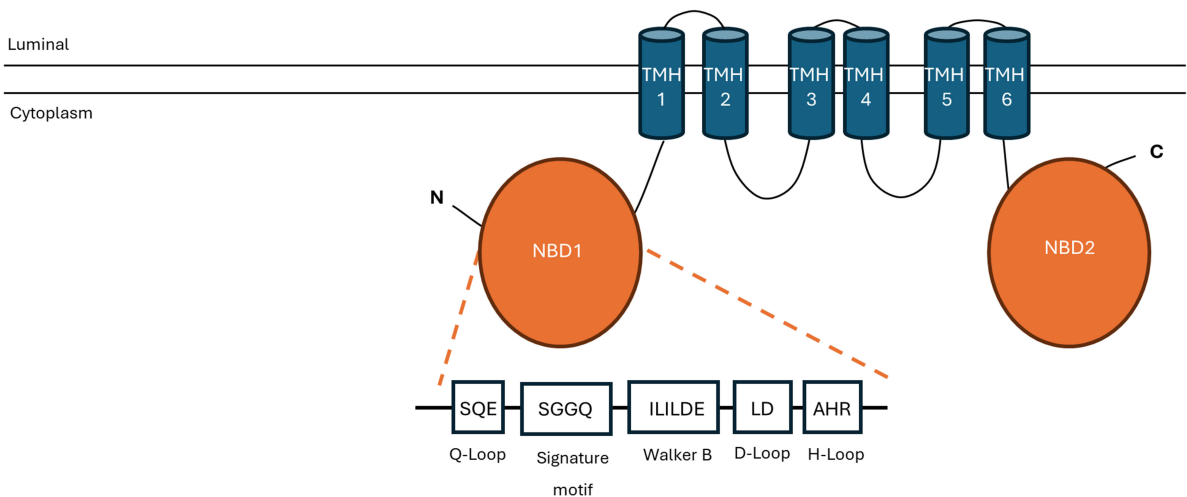 Luminal
Cytoplasm
TMH
1
TMH
2
TMH
3
TMH
4
TMH
5
TMH
6
N
C
NBD1
NBD2
SQE
SGGQ
ILILDE
LD
AHR
Q-Loop
Signature
motif
Walker B
D-Loop
H-Loop